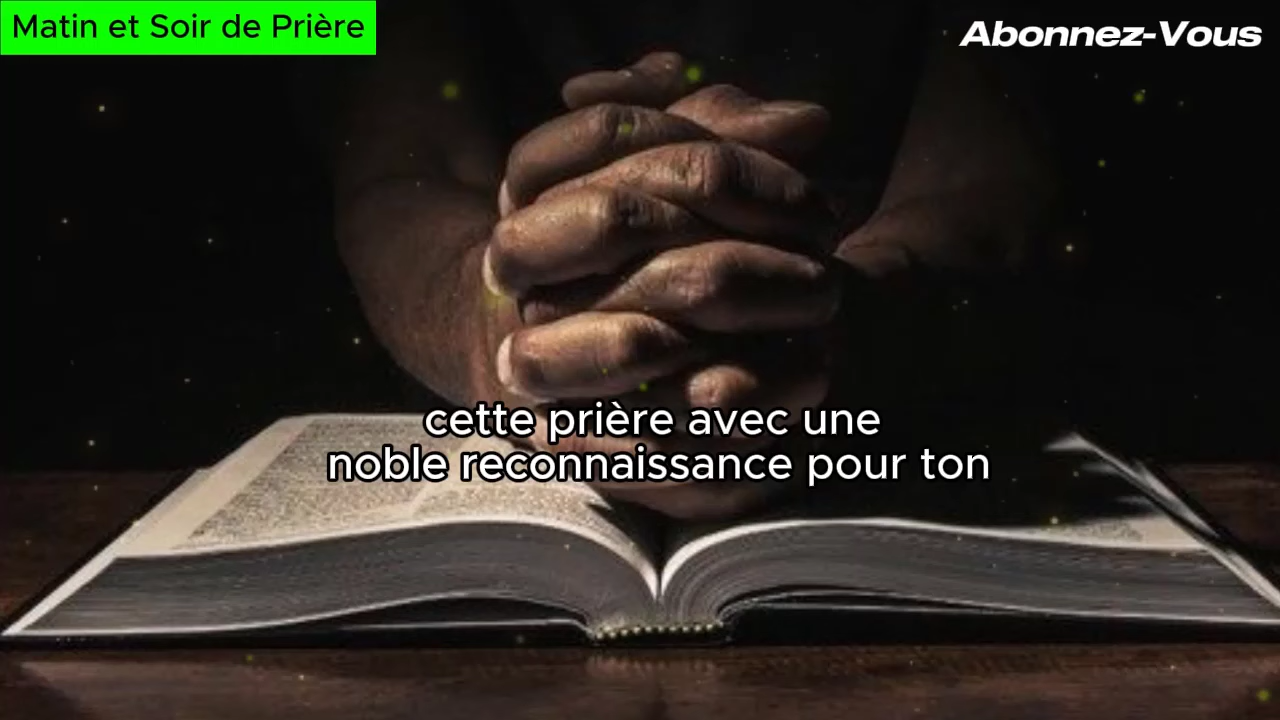 Matin et Soir de Prière
Abonnez-Vous
cette prière avec une
noble reconnaissance pour ton